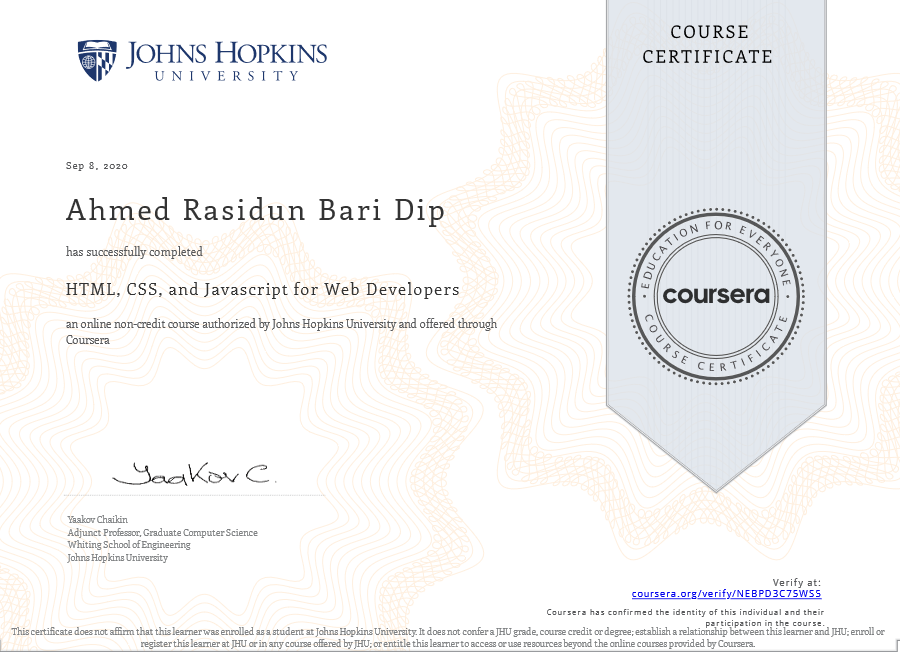 JOHNS HOPKINS
UNIVERSITY
COURSE
CERTIFICATE
Sep 8, 2020
Ahmed Rasidun Bari Dip
has successfully completed
HTML, CSS, and Javascript for Web Developers
an online non-credit course authorized by Johns Hopkins University and offered through
Coursera
EDUCATION FOR EVERYONE
coursera
COURSE CERTIFICATE
Yaakov C.
Yaakov Chaikin
Adjunct Professor, Graduate Computer Science
Whiting School of Engineering
Johns Hopkins University
Verify at:
coursera.org/verify/NEBPD3C75WSS
Coursera has confirmed the identity of this individual and their
participation in the course.
This certificate does not affirm that this learner was enrolled as a student at Johns Hopkins University. It does not confer a JHU grade, course credit or degree; establish a relationship between this learner and JHU; enroll or
register this learner at JHU or in any course offered by JHU; or entitle this learner to access or use resources beyond the online courses provided by Coursera.